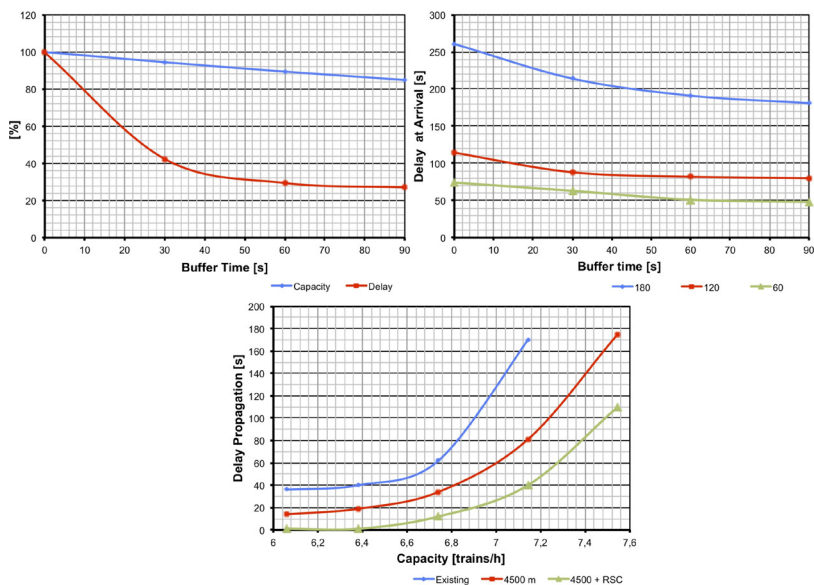 120
100
80
60
40
20
0
[%]
0 10 20 30 40 50 60 70 80 90
Buffer Time [s]
Capacity Delay
300
250
200
150
100
50
0
Delay at Arrival [s]
0 10 20 30 40 50 60 70 80 90
Buffer time [s]
180 120 60
200
180
160
140
120
100
80
60
40
20
0
Delay Propagation [s]
6 6,2 6,4 6,6 6,8 7 7,2 7,4 7,6
Capacity [trains/h]
Existing 4500 m 4500 + RSC